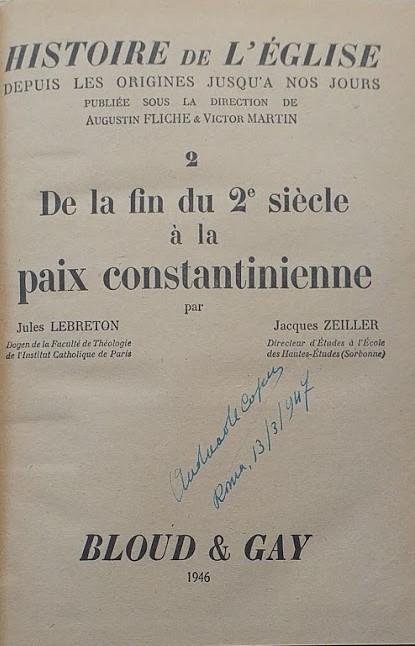 HISTOIRE DE L'ÉGLISE
DEPUIS LES ORIGINES JUSQU'A NOS JOURS
PUBLIÉE SOUS LA DIRECTION DE
AUGUSTIN FLICHE & VICTOR MARTIN
2
De la fin du 2e siècle
à la
paix constantinienne
par
Jules LEBRETON
Doyen de la Faculté de Théologie
de l'Institut Catholique de Paris
Jacques ZEILLER
Directeur d'Études à l'École
des Hautes-Études (Sorbonne)
Roma, 13/3/947
BLOUD & GAY
1946